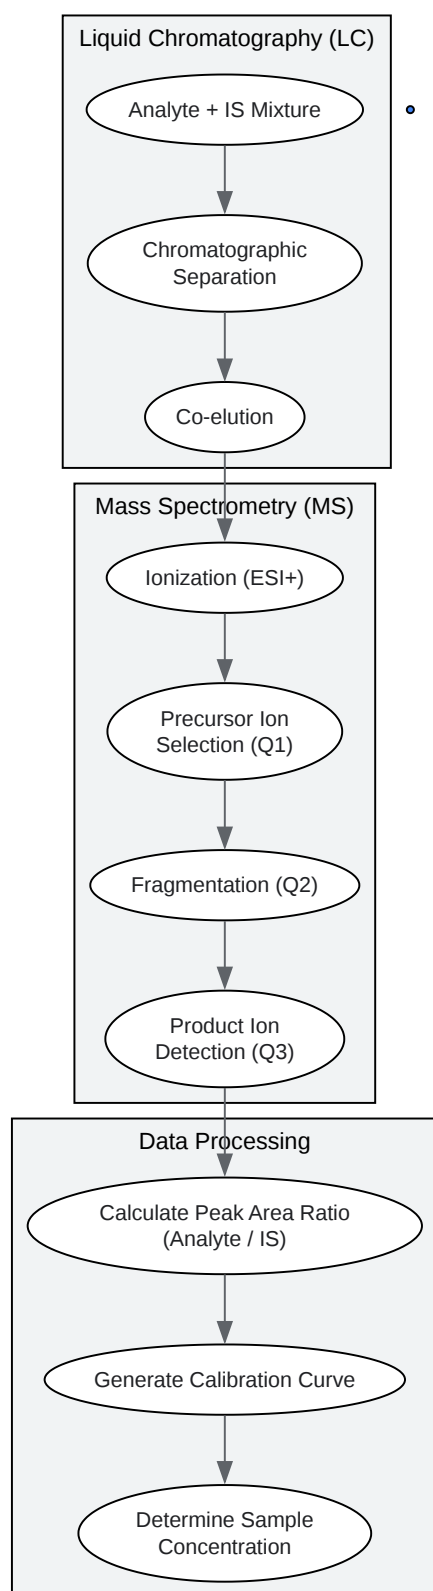 Liquid Chromatography (LC)
Analyte + IS Mixture
Chromatographic
Separation
Co-elution
Mass Spectrometry (MS)
Ionization (ESI+)
Precursor Ion
Selection (Q1)
Fragmentation (Q2)
Product Ion
Detection (Q3)
Data Processing
Calculate Peak Area Ratio
(Analyte / IS)
Generate Calibration Curve
Determine Sample
Concentration